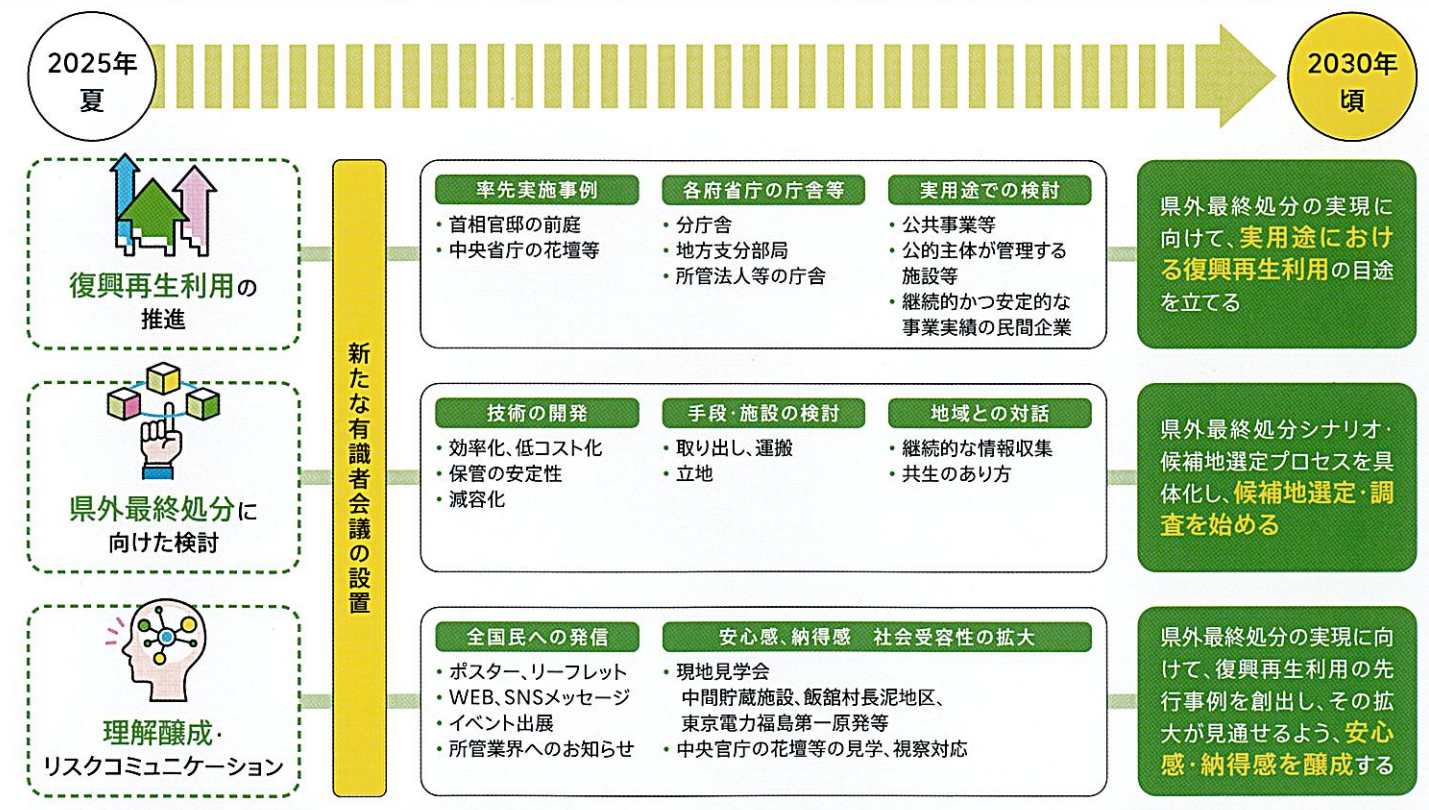 2025年
夏
2030年
頃
復興再生利用の
推進
新たな有識者会議の設置
率先実施事例
・首相官邸の前庭
・中央省庁の花壇等
各府省庁の庁舎等
・分庁舎
・地方支分部局
・所管法人等の庁舎
実用途での検討
・公共事業等
・公的主体が管理する
施設等
・継続的かつ安定的な
事業実績の民間企業
県外最終処分の実現に
向けて、実用途におけ
る復興再生利用の目途
を立てる
県外最終処分に
向けた検討
技術の開発
・効率化、低コスト化
・保管の安定性
・減容化
手段・施設の検討
・取り出し、運搬
・立地
地域との対話
・継続的な情報収集
・共生のあり方
県外最終処分シナリオ・
候補地選定プロセスを具
体化し、候補地選定・調
査を始める
理解醸成・
リスクコミュニケーション
全国民への発信
・ポスター、リーフレット
・WEB、SNSメッセージ
・イベント出展
・所管業界へのお知らせ
安心感、納得感　社会受容性の拡大
・現地見学会
中間貯蔵施設、飯舘村長泥地区、
東京電力福島第一原発等
・中央官庁の花壇等の見学、視察対応
県外最終処分の実現に向
けて、復興再生利用の先
行事例を創出し、その拡
大が見通せるよう、安心
感・納得感を醸成する